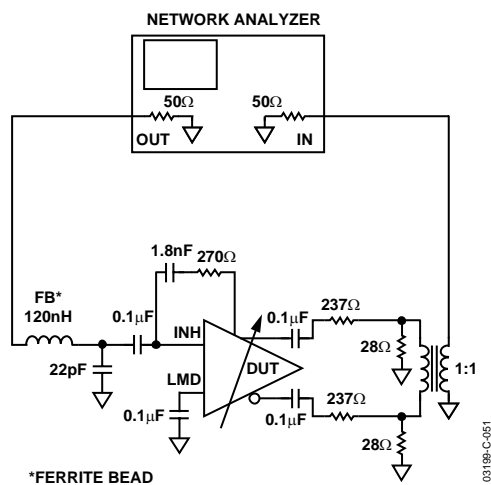 NETWORK ANALYZER
50Ω
50Ω
OUT
IN
1.8nF
270Ω
FB*
120nH
0.1μF
237Ω
0.1μF
INH
28Ω
DUT
1:1
22pF
LMD
237Ω
0.1μF
0.1μF
28Ω
*FERRITE BEAD
03199-C-051